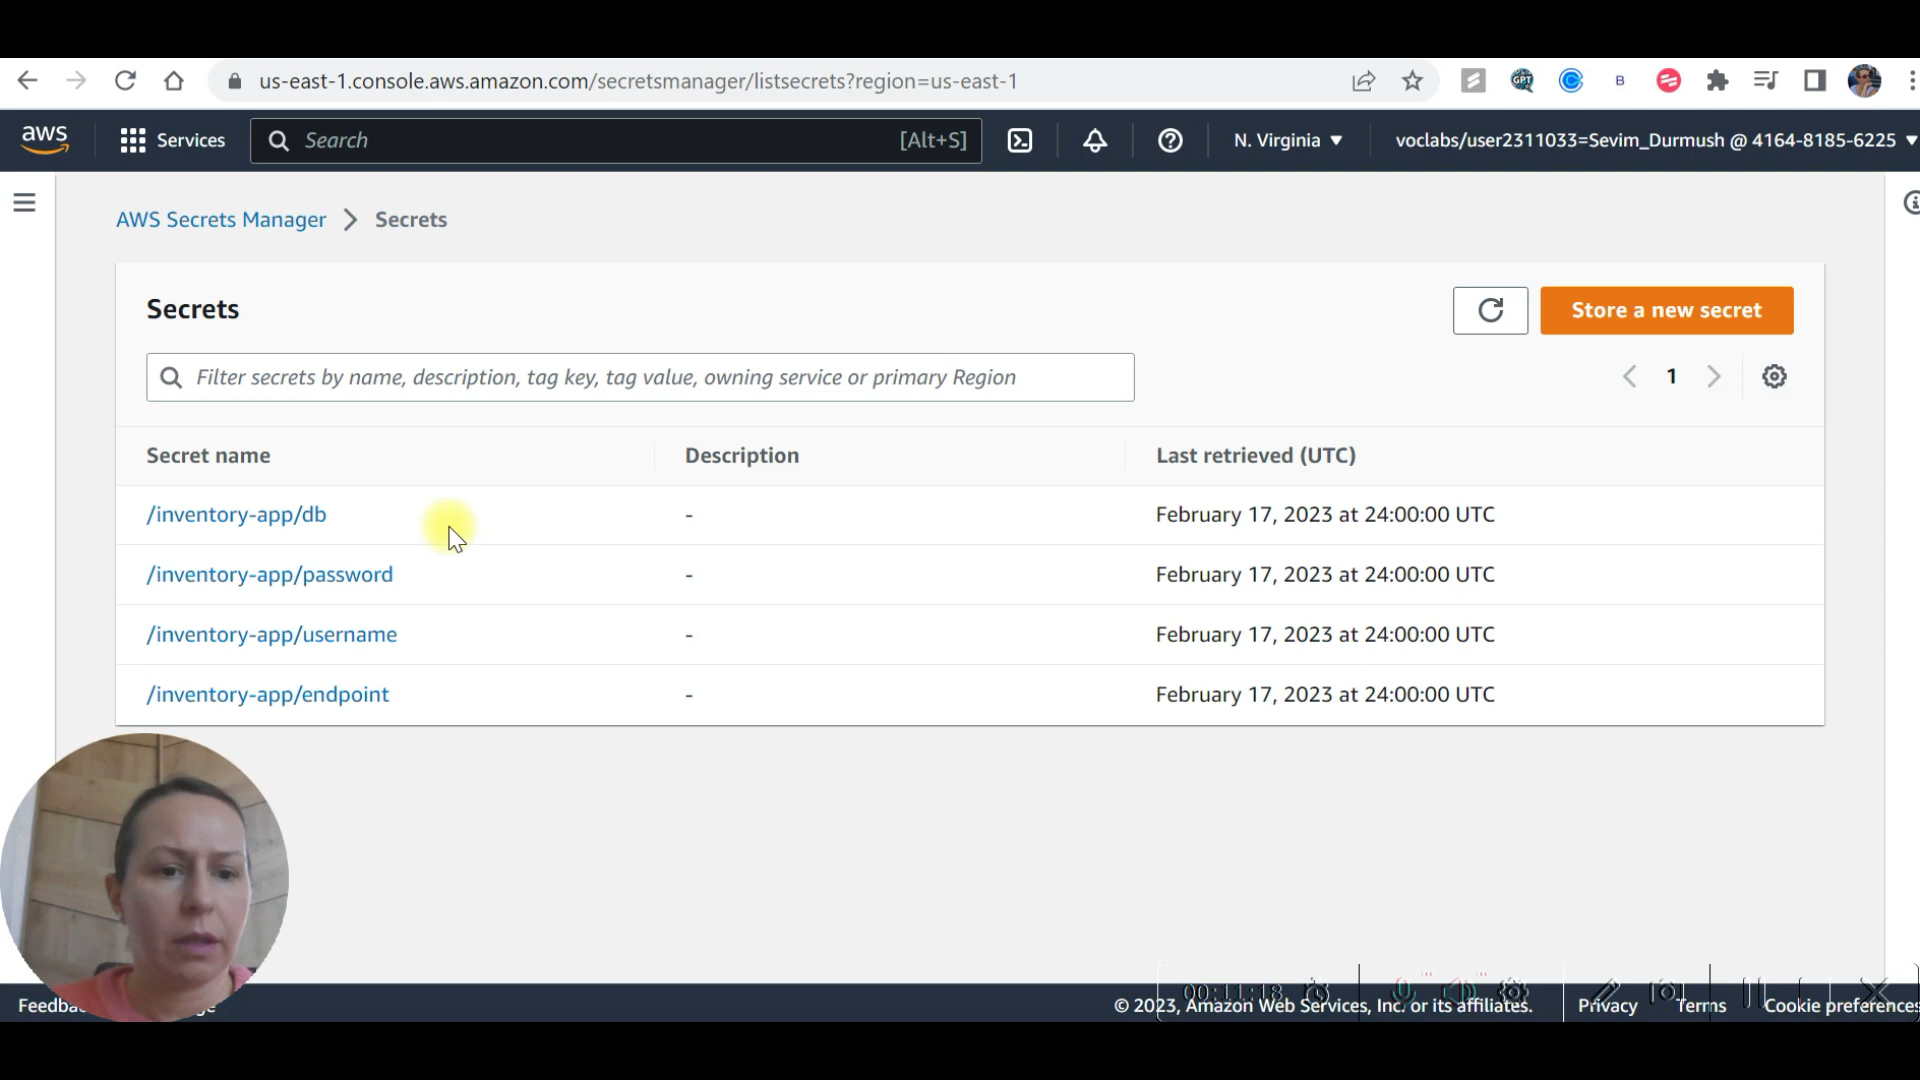 us-east-1.console.aws.amazon.com/secretsmanager/listsecrets?region=us-east-1
GPT
B
aws
Services
Search
[Alt+S]
N. Virginia
voclabs/user2311033=Sevim_Durmush @ 4164-8185-6225
AWS Secrets Manager
Secrets
Secrets
Store a new secret
Filter secrets by name, description, tag key, tag value, owning service or primary Region
1
Secret name
Description
Last retrieved (UTC)
/inventory-app/db
-
February 17, 2023 at 24:00:00 UTC
/inventory-app/password
-
February 17, 2023 at 24:00:00 UTC
/inventory-app/username
-
February 17, 2023 at 24:00:00 UTC
/inventory-app/endpoint
-
February 17, 2023 at 24:00:00 UTC
00:11:18
© 2023, Amazon Web Services, Inc. or its affiliates.
Privacy
Terms
Cookie preferences